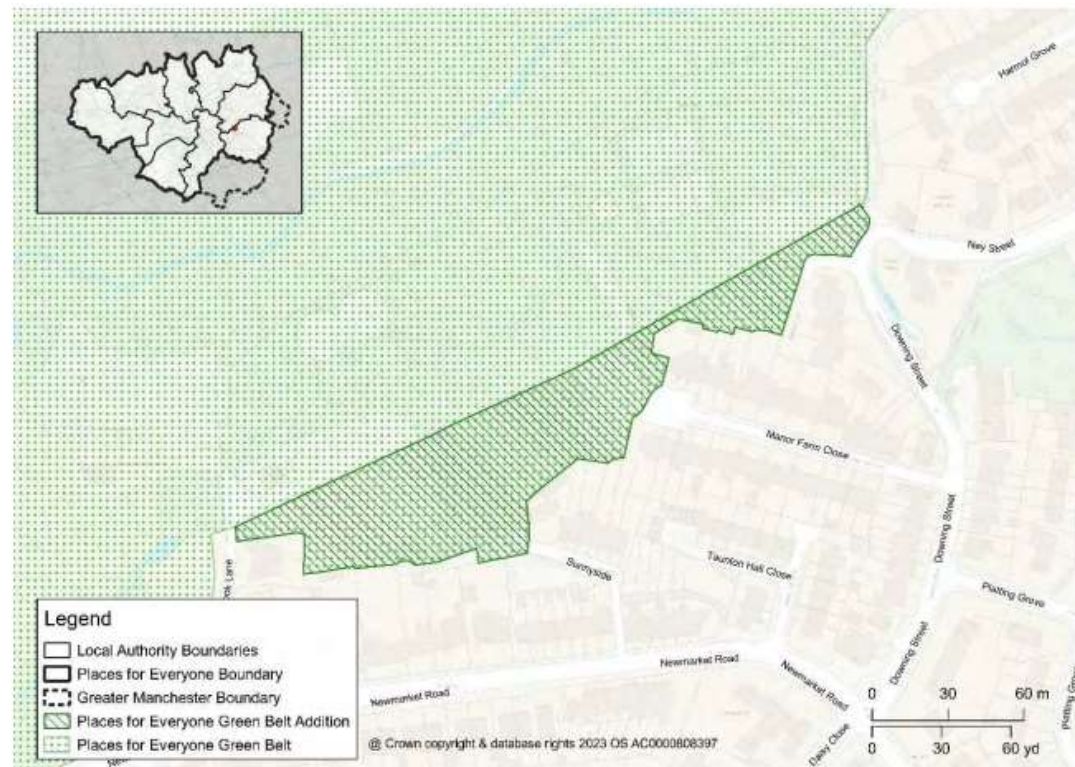 Harmol Grove
Ney Street
Downing Street
Manor Farm Close
Downing Street
Taunton Hall Close
Sunnyside
Platting Grove
Downing Street
Newmarket Road
Newmarket Road
Newmarket Road
Daisy Close
Lane
Legend
Local Authority Boundaries
Places for Everyone Boundary
Greater Manchester Boundary
Places for Everyone Green Belt Addition
Places for Everyone Green Belt
@ Crown copyright & database rights 2023 OS AC0000808397
0 30 60 m
0 30 60 yd